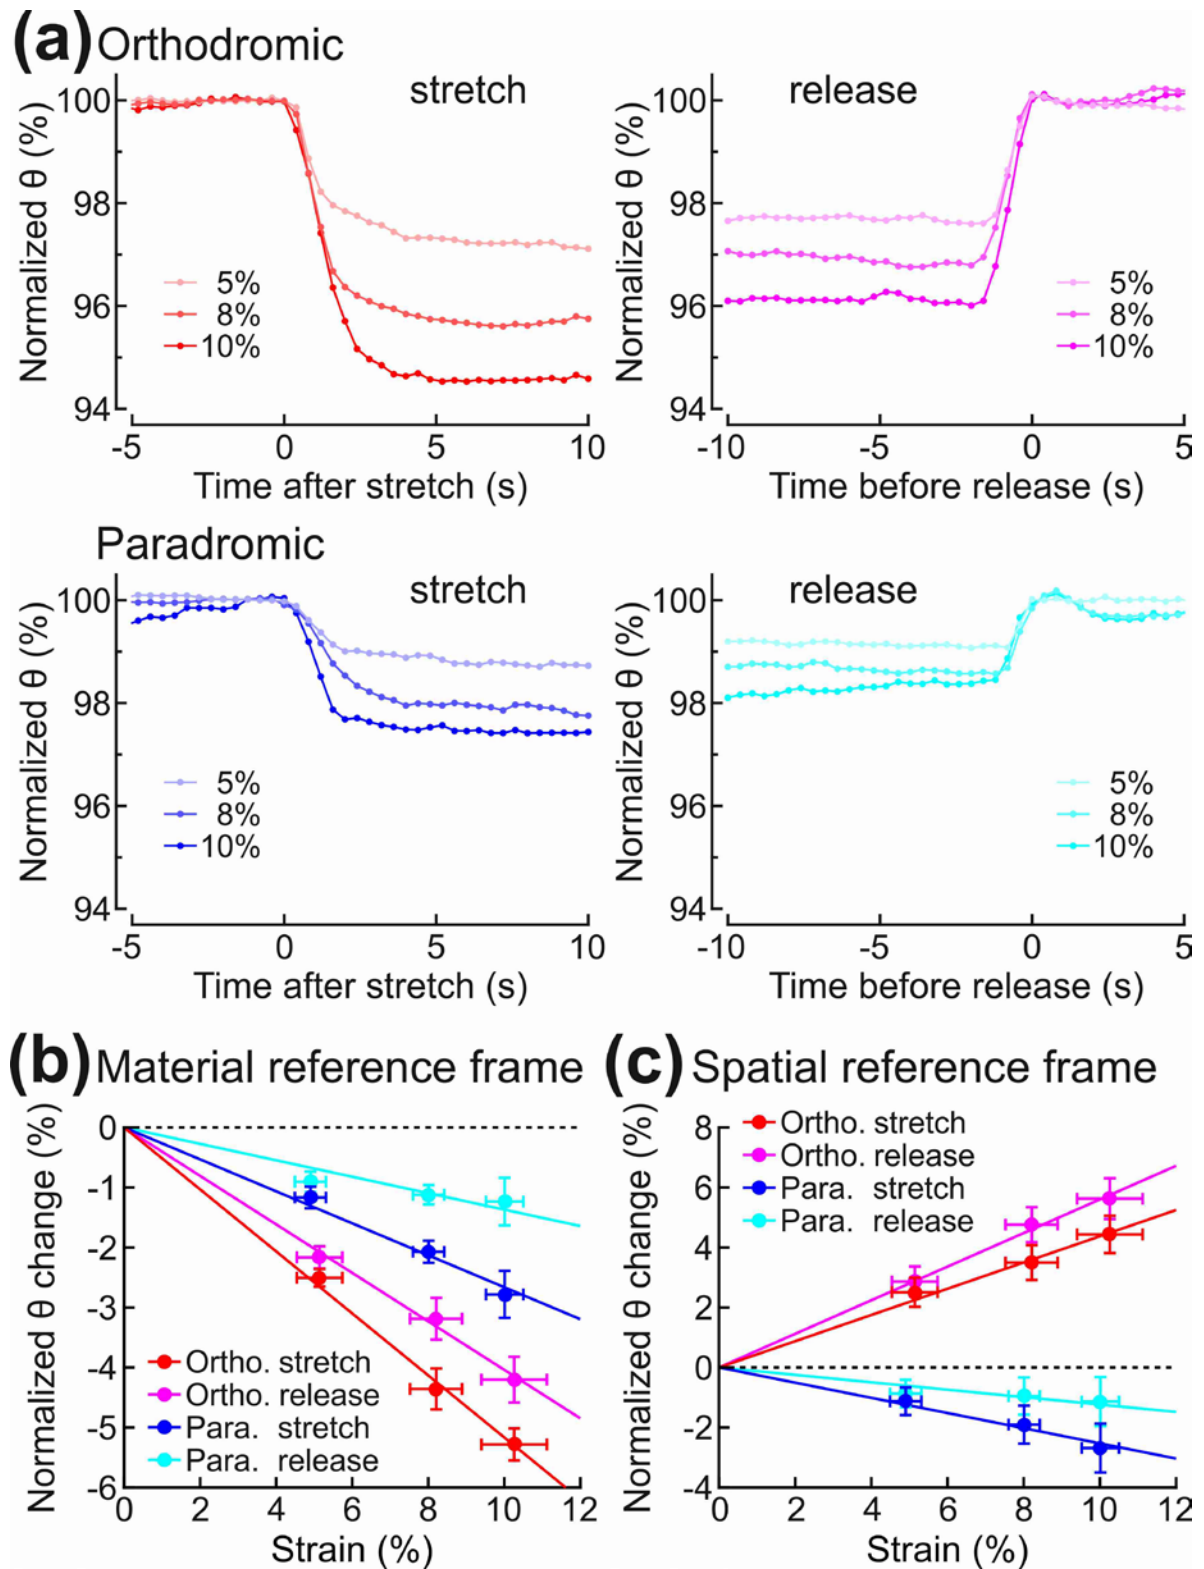 (a) Orthodromic
stretch
Normalized θ (%)
100
98
96
94
5%
8%
10%
-5 0 5 10
Time after stretch (s)
release
Normalized θ (%)
100
98
96
94
5%
8%
10%
-10 -5 0 5
Time before release (s)
Paradromic
stretch
Normalized θ (%)
100
98
96
94
5%
8%
10%
-5 0 5 10
Time after stretch (s)
release
Normalized θ (%)
100
98
96
94
5%
8%
10%
-10 -5 0 5
Time before release (s)
(b) Material reference frame
Normalized θ change (%)
0
-1
-2
-3
-4
-5
-6
Ortho. stretch
Ortho. release
Para. stretch
Para. release
0 2 4 6 8 10 12
Strain (%)
(c) Spatial reference frame
Normalized θ change (%)
8
6
4
2
0
-2
-4
Ortho. stretch
Ortho. release
Para. stretch
Para. release
0 2 4 6 8 10 12
Strain (%)